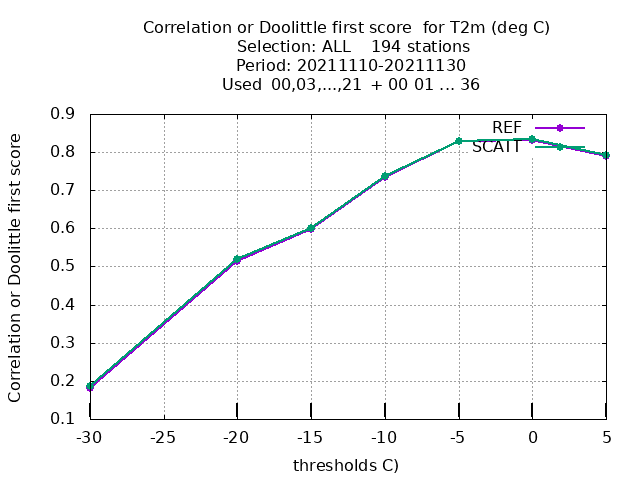 Correlation or Doolittle first score  for T2m (deg C)
Selection: ALL    194 stations
Period: 20211110-20211130
Used  00,03,...,21  + 00 01 ... 36
Correlation or Doolittle first score
0.9
0.8
0.7
0.6
0.5
0.4
0.3
0.2
0.1
REF
SCATT
-30 -25 -20 -15 -10 -5 0 5
thresholds C)